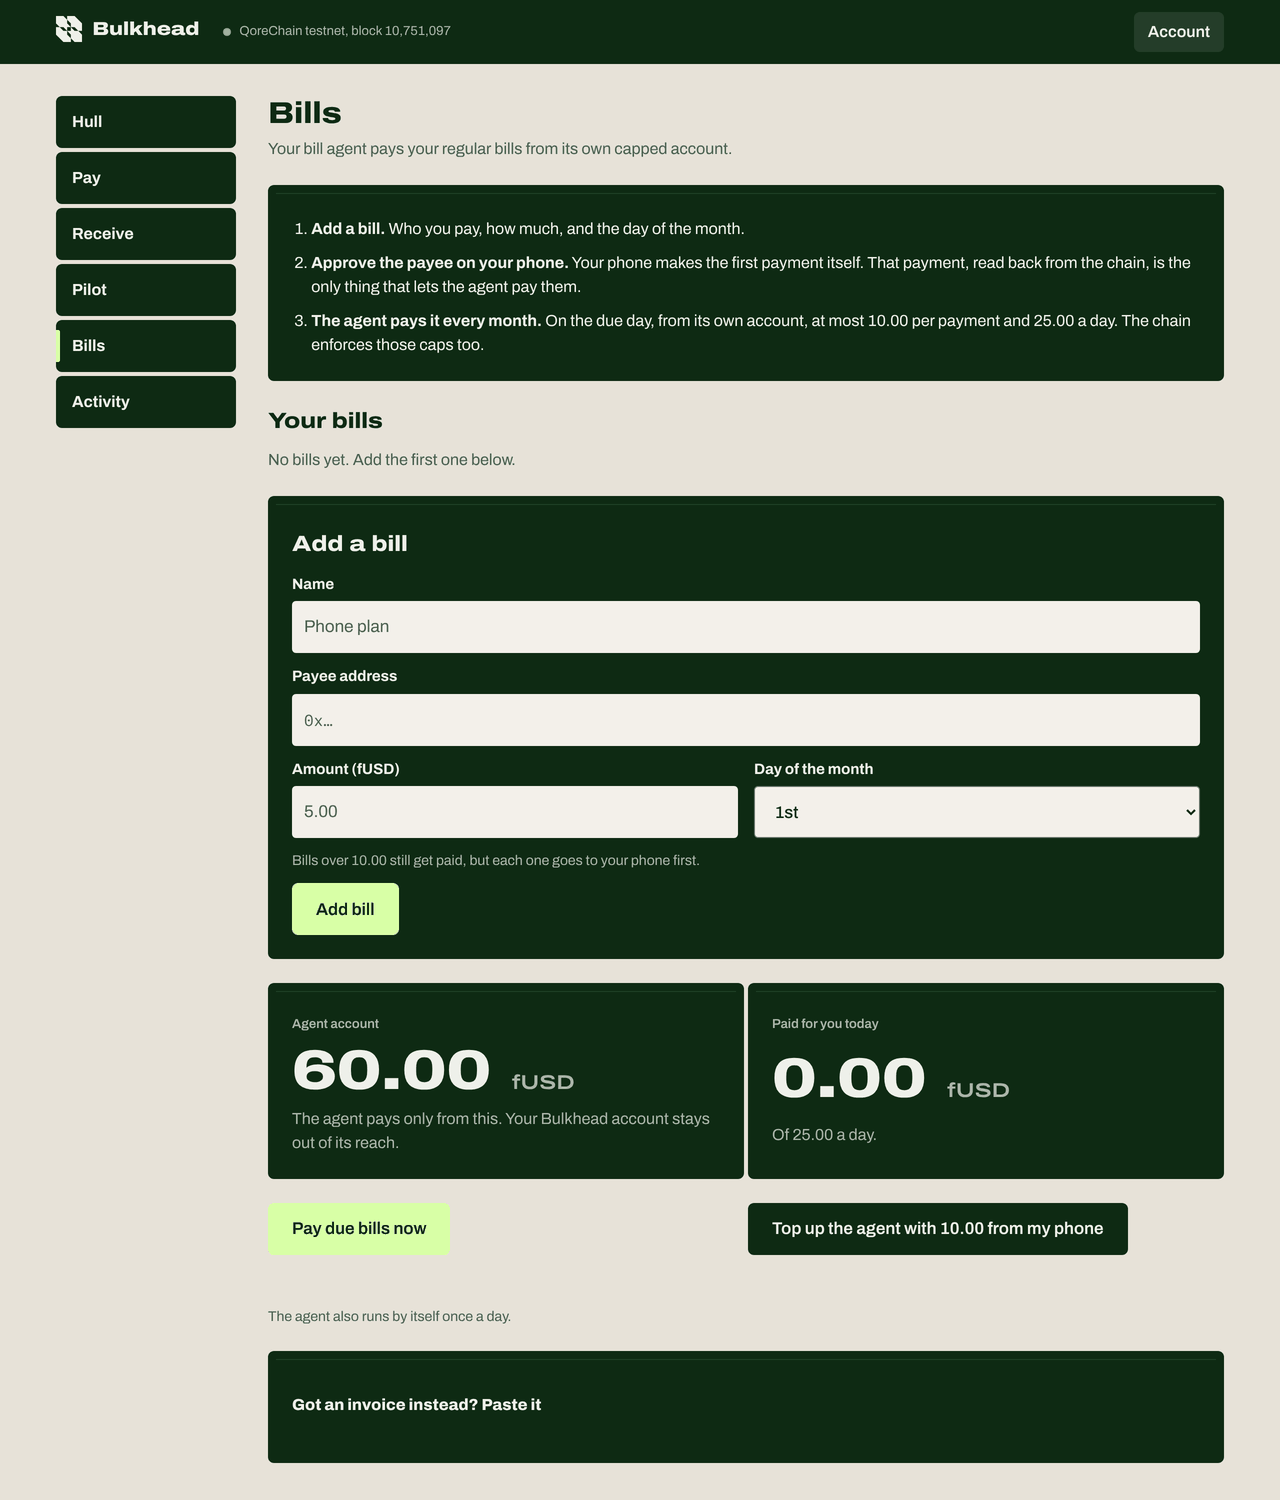 Bulkhead
QoreChain testnet, block 10,751,097
Account
Hull
Pay
Receive
Pilot
Bills
Activity
Bills
Your bill agent pays your regular bills from its own capped account.
1. Add a bill. Who you pay, how much, and the day of the month.
2. Approve the payee on your phone. Your phone makes the first payment itself. That payment, read back from the chain, is the
only thing that lets the agent pay them.
3. The agent pays it every month. On the due day, from its own account, at most 10.00 per payment and 25.00 a day. The chain
enforces those caps too.
Your bills
No bills yet. Add the first one below.
Add a bill
Name
Phone plan
Payee address
0x…
Amount (fUSD)
Day of the month
5.00
1st
Bills over 10.00 still get paid, but each one goes to your phone first.
Add bill
Agent account
60.00 fUSD
The agent pays only from this. Your Bulkhead account stays
out of its reach.
Paid for you today
0.00 fUSD
Of 25.00 a day.
Pay due bills now
Top up the agent with 10.00 from my phone
The agent also runs by itself once a day.
Got an invoice instead? Paste it